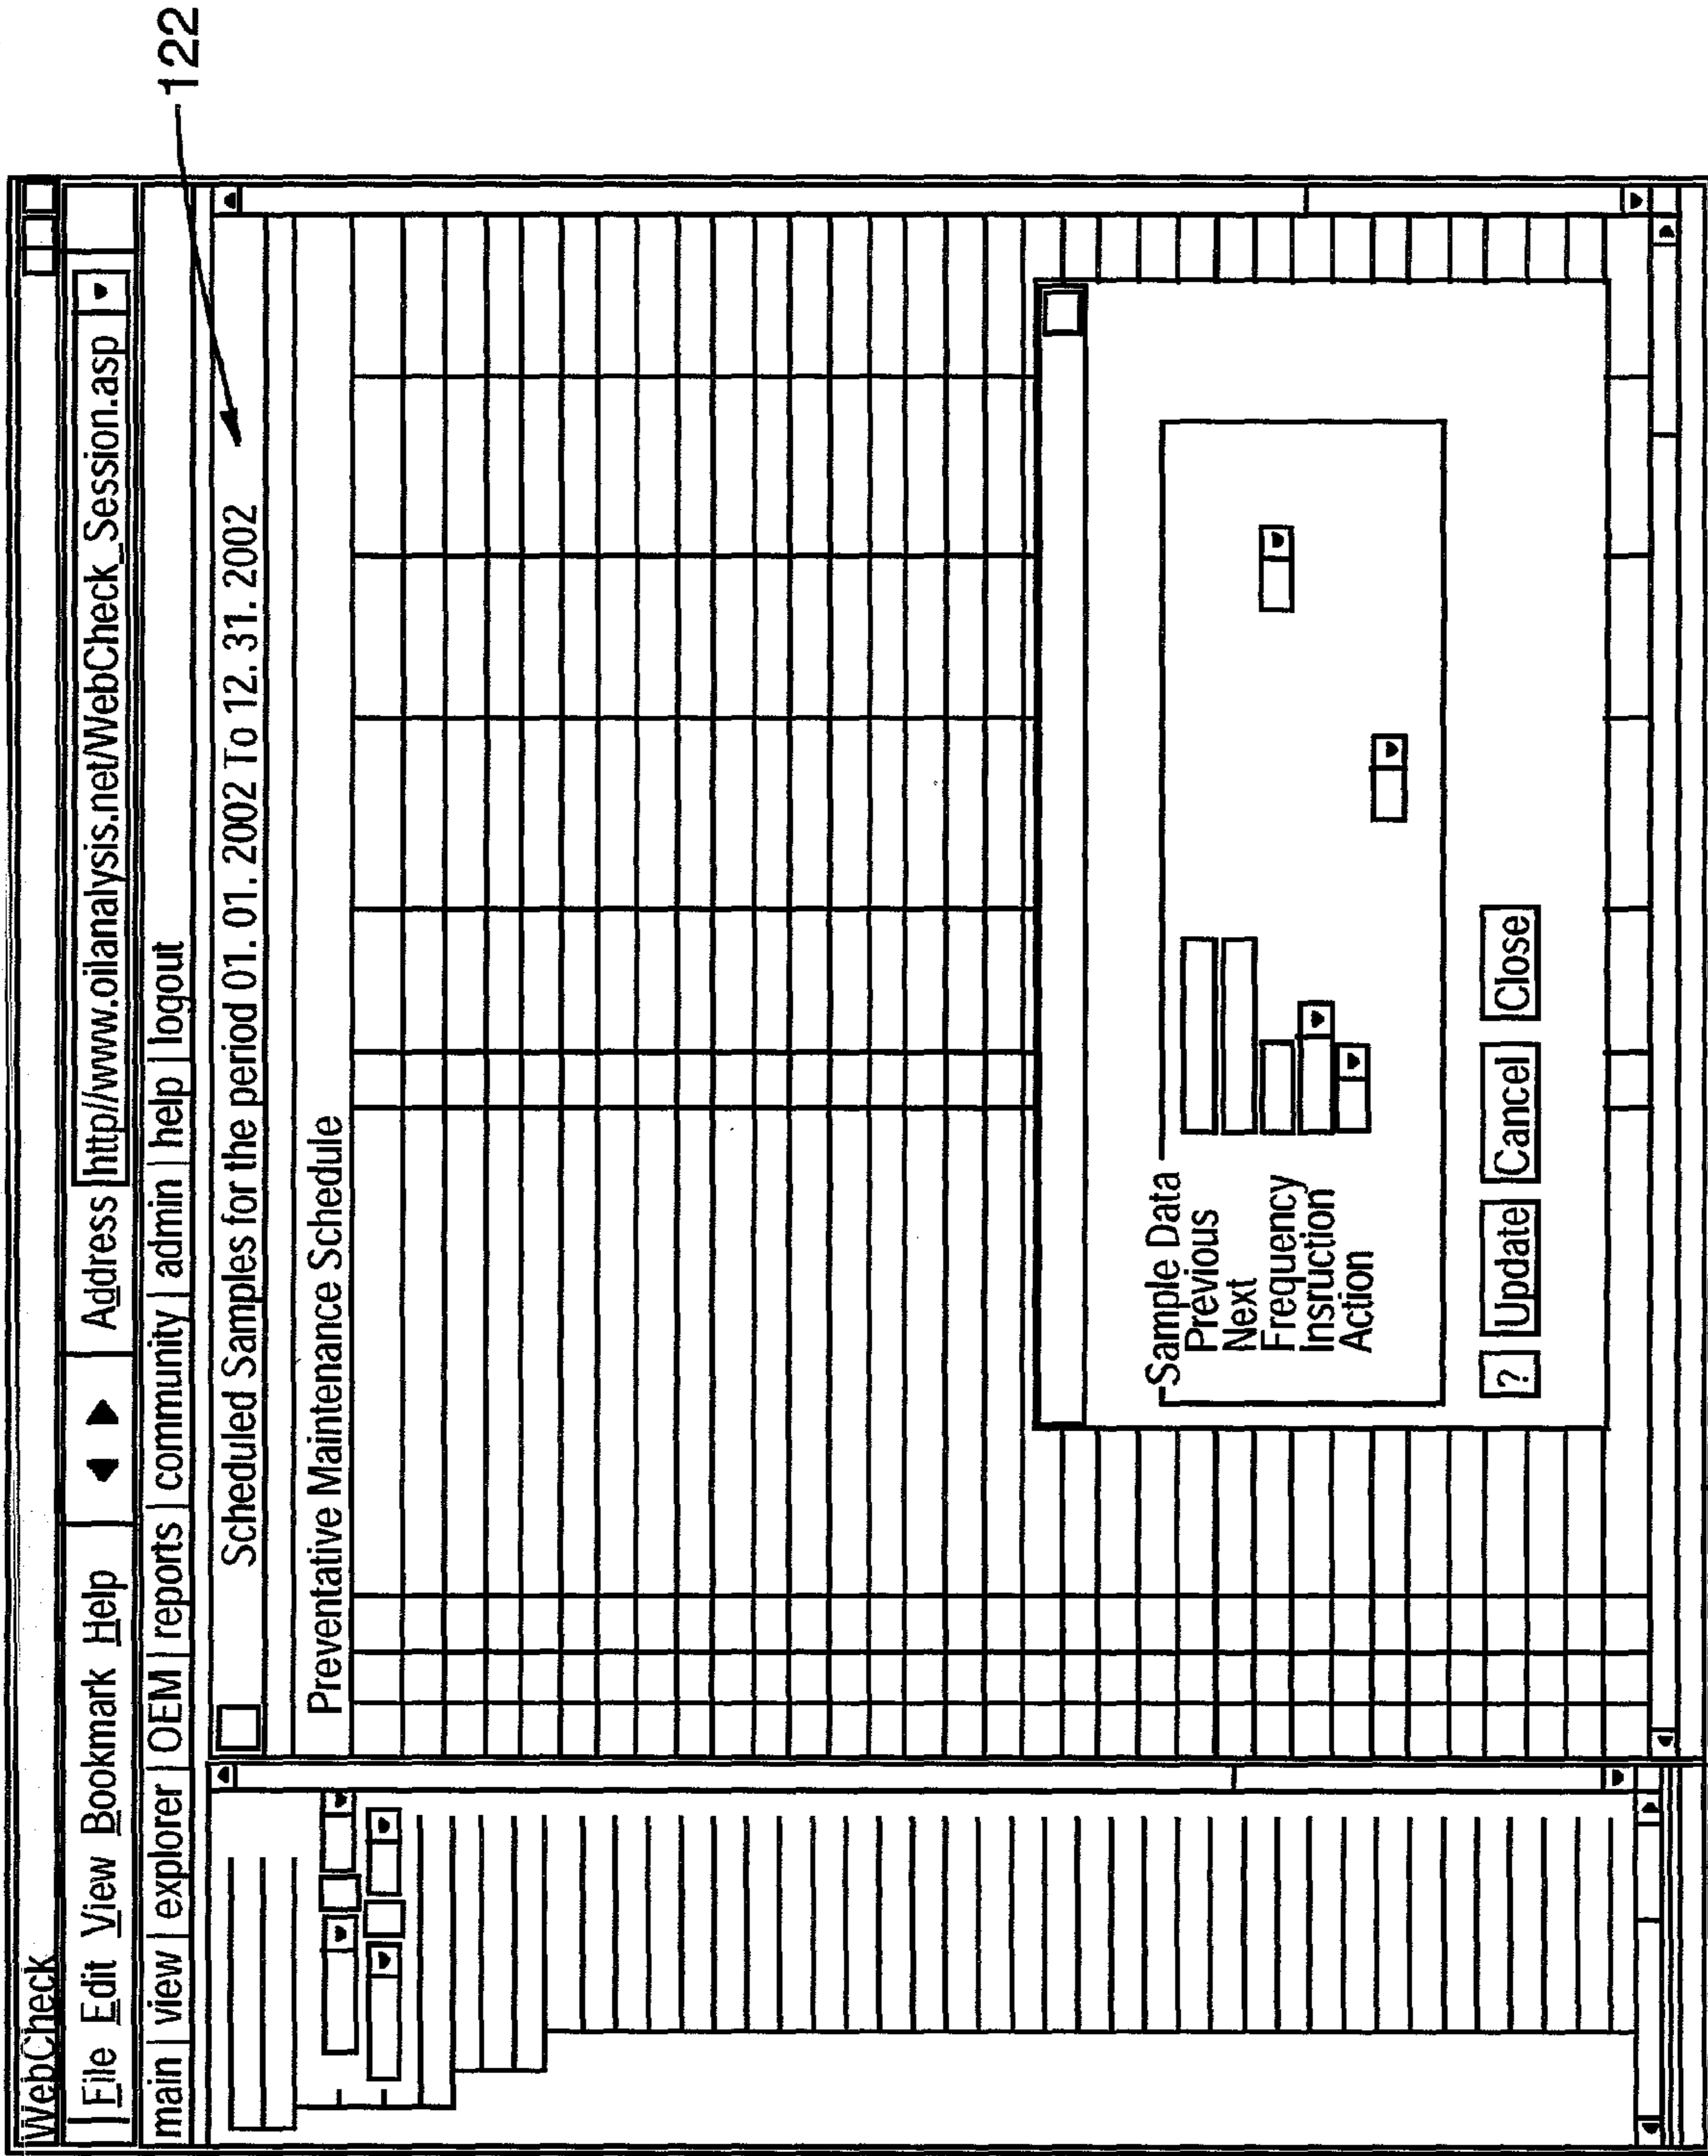 122
WebCheck
File Edit View Bookmark Help Address http//www.oilanalysis.net/WebCheck_Session.asp
main | view | explorer | OEM | reports | community | admin | help | logout
Scheduled Samples for the period 01. 01. 2002 To 12. 31. 2002
Preventative Maintenance Schedule
Sample Data
Previous
Next
Frequency
Insruction
Action
? Update Cancel Close